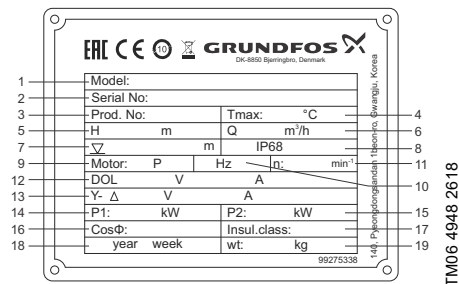 EAC CE 10 GRUNDFOS
DK-8850 Bjerringbro, Denmark
1 Model:
2 Serial No:
3 Prod. No: Tmax: °C 4
5 H m Q m³/h 6
7 m IP68 8
9 Motor: P Hz n: min⁻¹ 11
10
12 DOL V A
13 Y- Δ V A
14 P1: kW P2: kW 15
16 CosΦ: Insul.class: 17
18 year week wt: kg 19
99275338
140, Pyeongdongsandan 1beon-ro, Gwangju, Korea
TM06 4948 2618